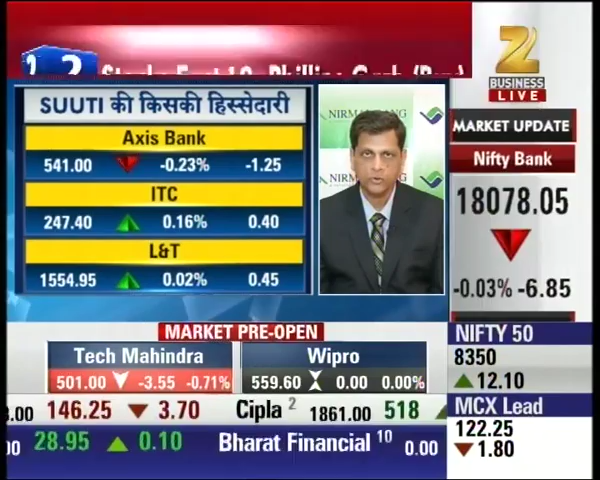 Z
BUSINESS
LIVE
SUUTI की किसकी हिस्सेदारी
Axis Bank
541.00 -0.23% -1.25
ITC
247.40 0.16% 0.40
L&T
1554.95 0.02% 0.45
NIRMAL BANG
MARKET UPDATE
Nifty Bank
18078.05
-0.03% -6.85
MARKET PRE-OPEN
Tech Mahindra
501.00 -3.55 -0.71%
Wipro
559.60 0.00 0.00%
NIFTY 50
8350
12.10
MCX Lead
122.25
1.80
3.00 146.25 3.70 Cipla 2 1861.00 518
00 28.95 0.10 Bharat Financial 10 0.00